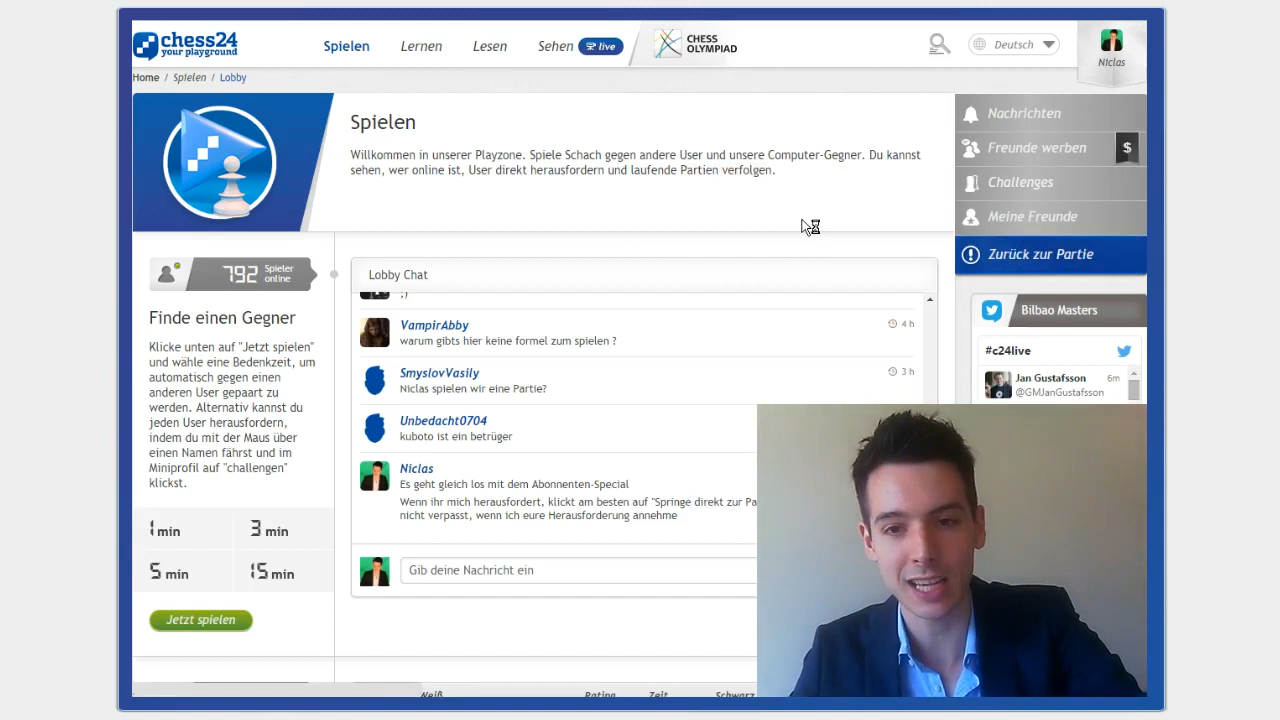 chess24
your playground
Spielen
Lernen
Lesen
Sehen
live
CHESS
OLYMPIAD
Deutsch
Niclas
Home / Spielen / Lobby
Spielen
Willkommen in unserer Playzone. Spiele Schach gegen andere User und unsere Computer-Gegner. Du kannst
sehen, wer online ist, User direkt herausfordern und laufende Partien verfolgen.
Nachrichten
Freunde werben
$
Challenges
Meine Freunde
Zurück zur Partie
792 Spieler
online
Finde einen Gegner
Klicke unten auf "Jetzt spielen"
und wähle eine Bedenkzeit, um
automatisch gegen einen
anderen User gepaart zu
werden. Alternativ kannst du
jeden User herausfordern,
indem du mit der Maus über
einen Namen fährst und im
Miniprofil auf "challengen"
klickst.
1 min
3 min
5 min
15 min
Jetzt spielen
Lobby Chat
;)
VampirAbby
4 h
warum gibts hier keine formel zum spielen ?
SmyslovVasily
3 h
Niclas spielen wir eine Partie?
Unbedacht0704
kuboto ist ein betrüger
Niclas
Es geht gleich los mit dem Abonnenten-Special
Wenn ihr mich herausfordert, klickt am besten auf "Springe direkt zur Pa
nicht verpasst, wenn ich eure Herausforderung annehme
Gib deine Nachricht ein
Weiß
Rating
Zeit
Schwarz
Bilbao Masters
#c24live
Jan Gustafsson
6m
@GMJanGustafsson